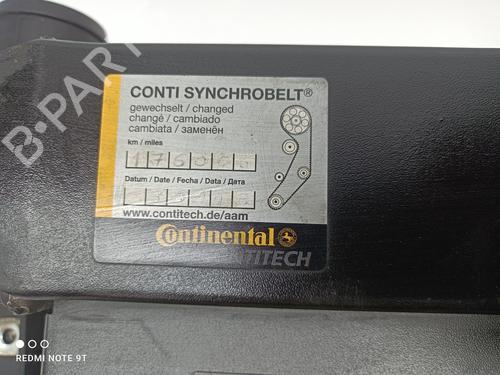 B-PART
CONTI SYNCHROBELT®
gewechselt / changed
changé / cambiado
cambiata / заменён
km / miles
Datum / Date / Fecha / Data / Дата
www.contitech.de/aam
Continental
CONTITECH
REDMI NOTE 9T